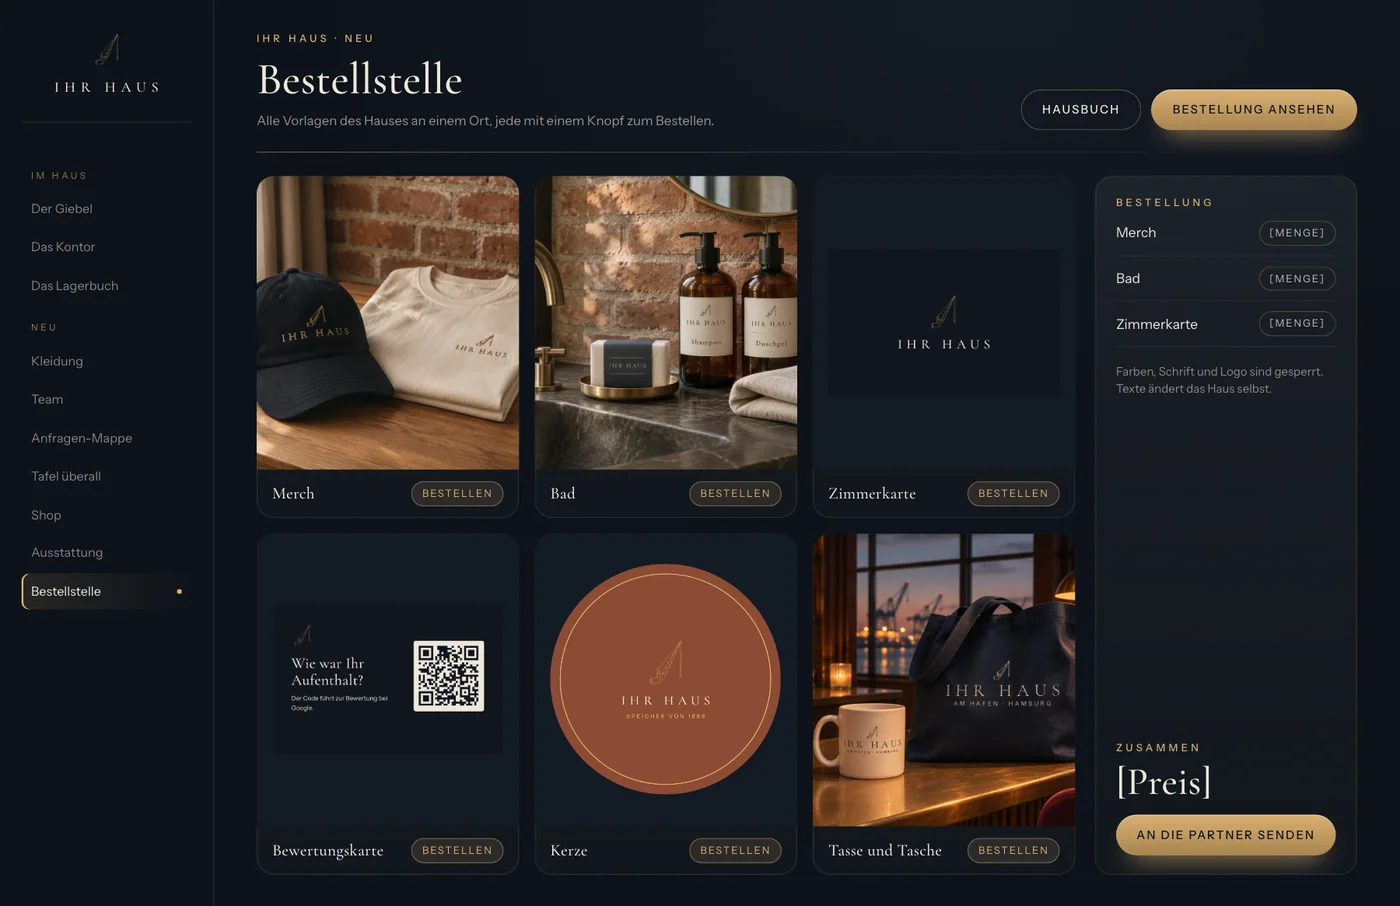 IHR HAUS
IM HAUS
Der Giebel
Das Kontor
Das Lagerbuch
NEU
Kleidung
Team
Anfragen-Mappe
Tafel überall
Shop
Ausstattung
Bestellstelle
IHR HAUS · NEU
Bestellstelle
Alle Vorlagen des Hauses an einem Ort, jede mit einem Knopf zum Bestellen.
HAUSBUCH
BESTELLUNG ANSEHEN
IHR HAUS
IHR HAUS
Merch
BESTELLEN
IHR HAUS
Shampoo
IHR HAUS
Duschgel
IHR HAUS
Bad
BESTELLEN
IHR HAUS
Zimmerkarte
BESTELLEN
Wie war Ihr
Aufenthalt?
Der Code führt zur Bewertung bei
Google.
Bewertungskarte
BESTELLEN
IHR HAUS
SPEICHER VON 1888
Kerze
BESTELLEN
IHR HAUS
AM HAFEN · HAMBURG
IHR HAUS
AM HAFEN · HAMBURG
Tasse und Tasche
BESTELLEN
BESTELLUNG
Merch
[MENGE]
Bad
[MENGE]
Zimmerkarte
[MENGE]
Farben, Schrift und Logo sind gesperrt.
Texte ändert das Haus selbst.
ZUSAMMEN
[Preis]
AN DIE PARTNER SENDEN